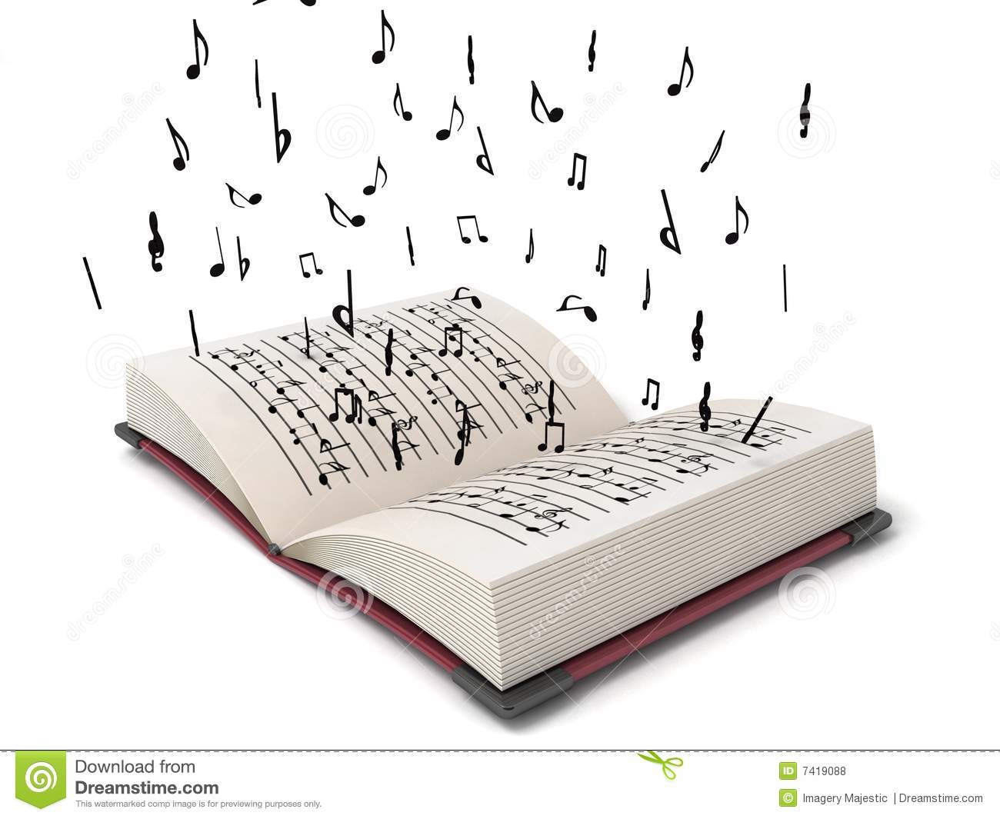 dreamstime
Download from
Dreamstime.com
This watermarked comp image is for previewing purposes only.
ID 7419088
© Imagery Majestic | Dreamstime.com